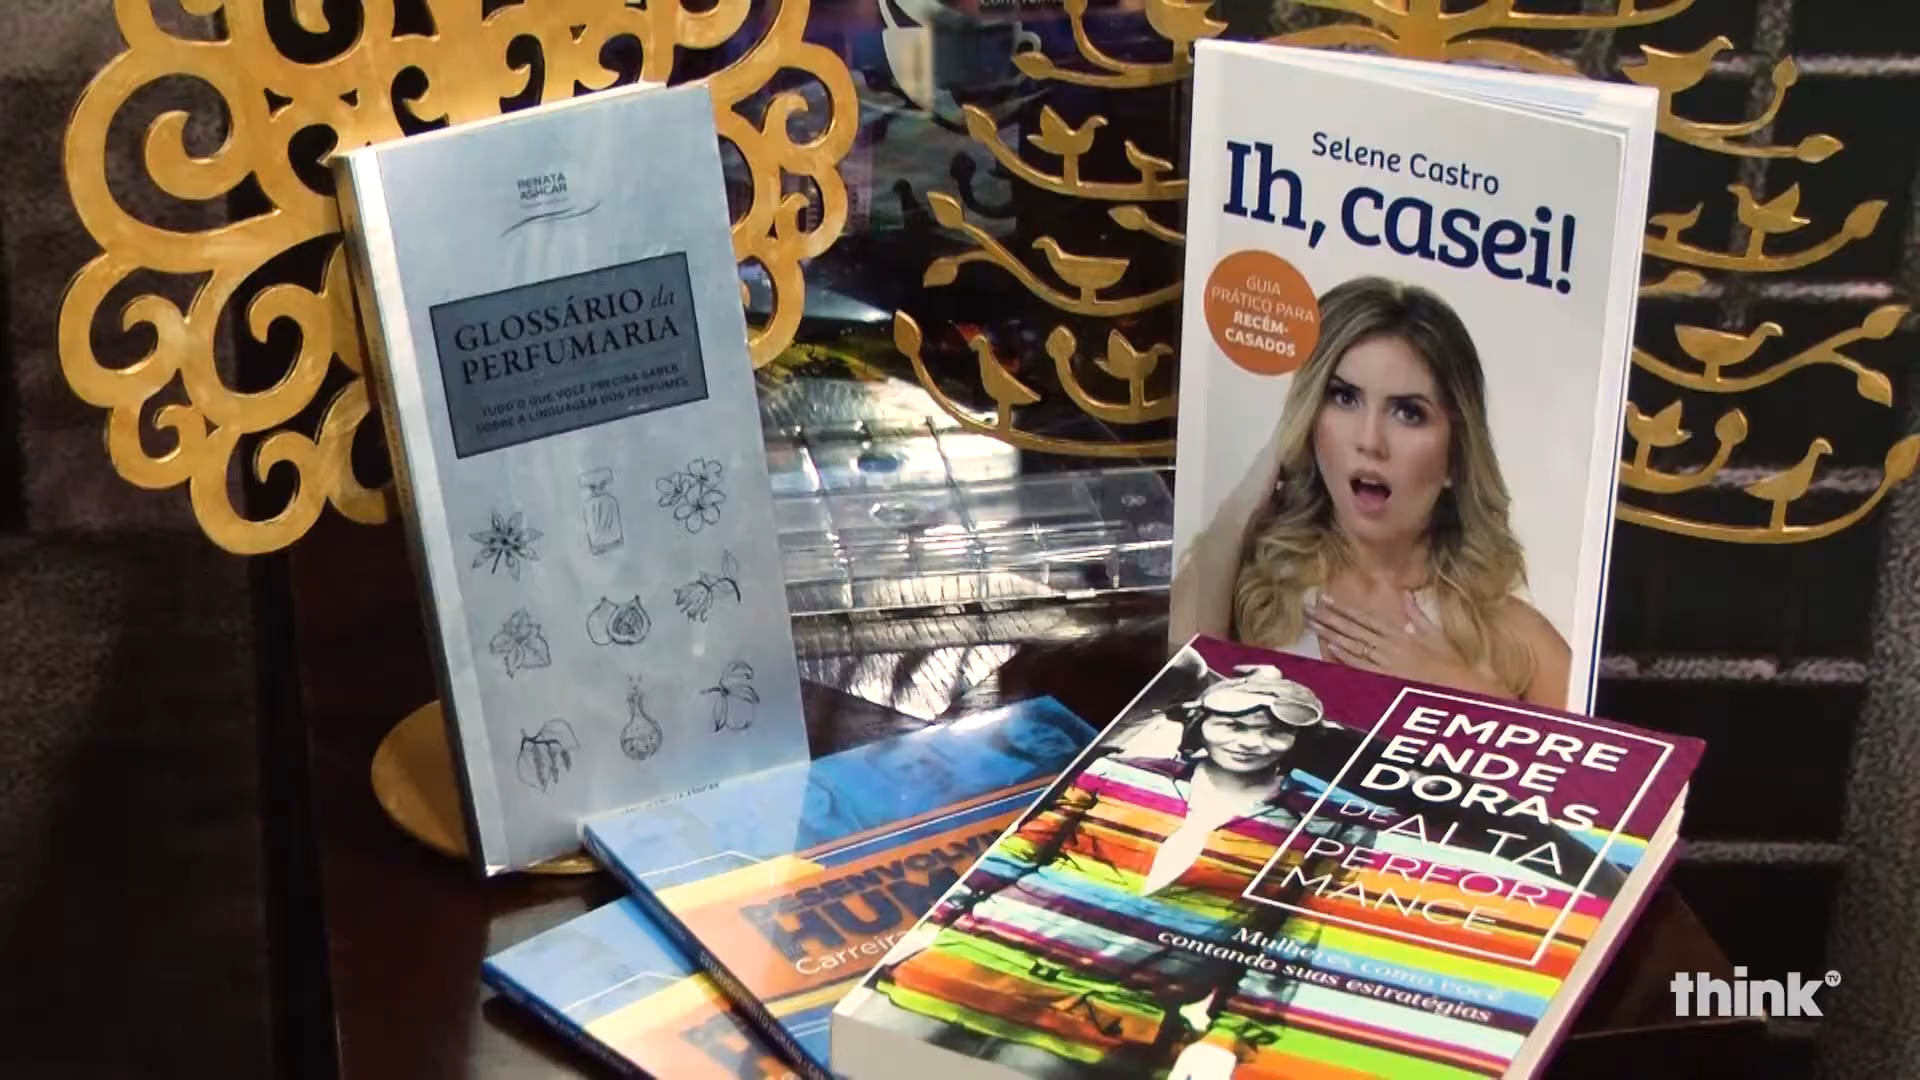 RENATA
ASHCAR
GLOSSÁRIO da
PERFUMARIA
TUDO O QUE VOCÊ PRECISA SABER
SOBRE A LINGUAGEM DOS PERFUMES
Selene Castro
Ih, casei!
GUIA
PRÁTICO PARA
RECÉM-
CASADOS
EMPRE
ENDE
DORAS
DE ALTA
PERFOR
MANCE
Mulheres como você
contando suas estratégias
DESENVOLVI
HUM
Carreira
DESENVOLVIMENTO HUMANO
think TV